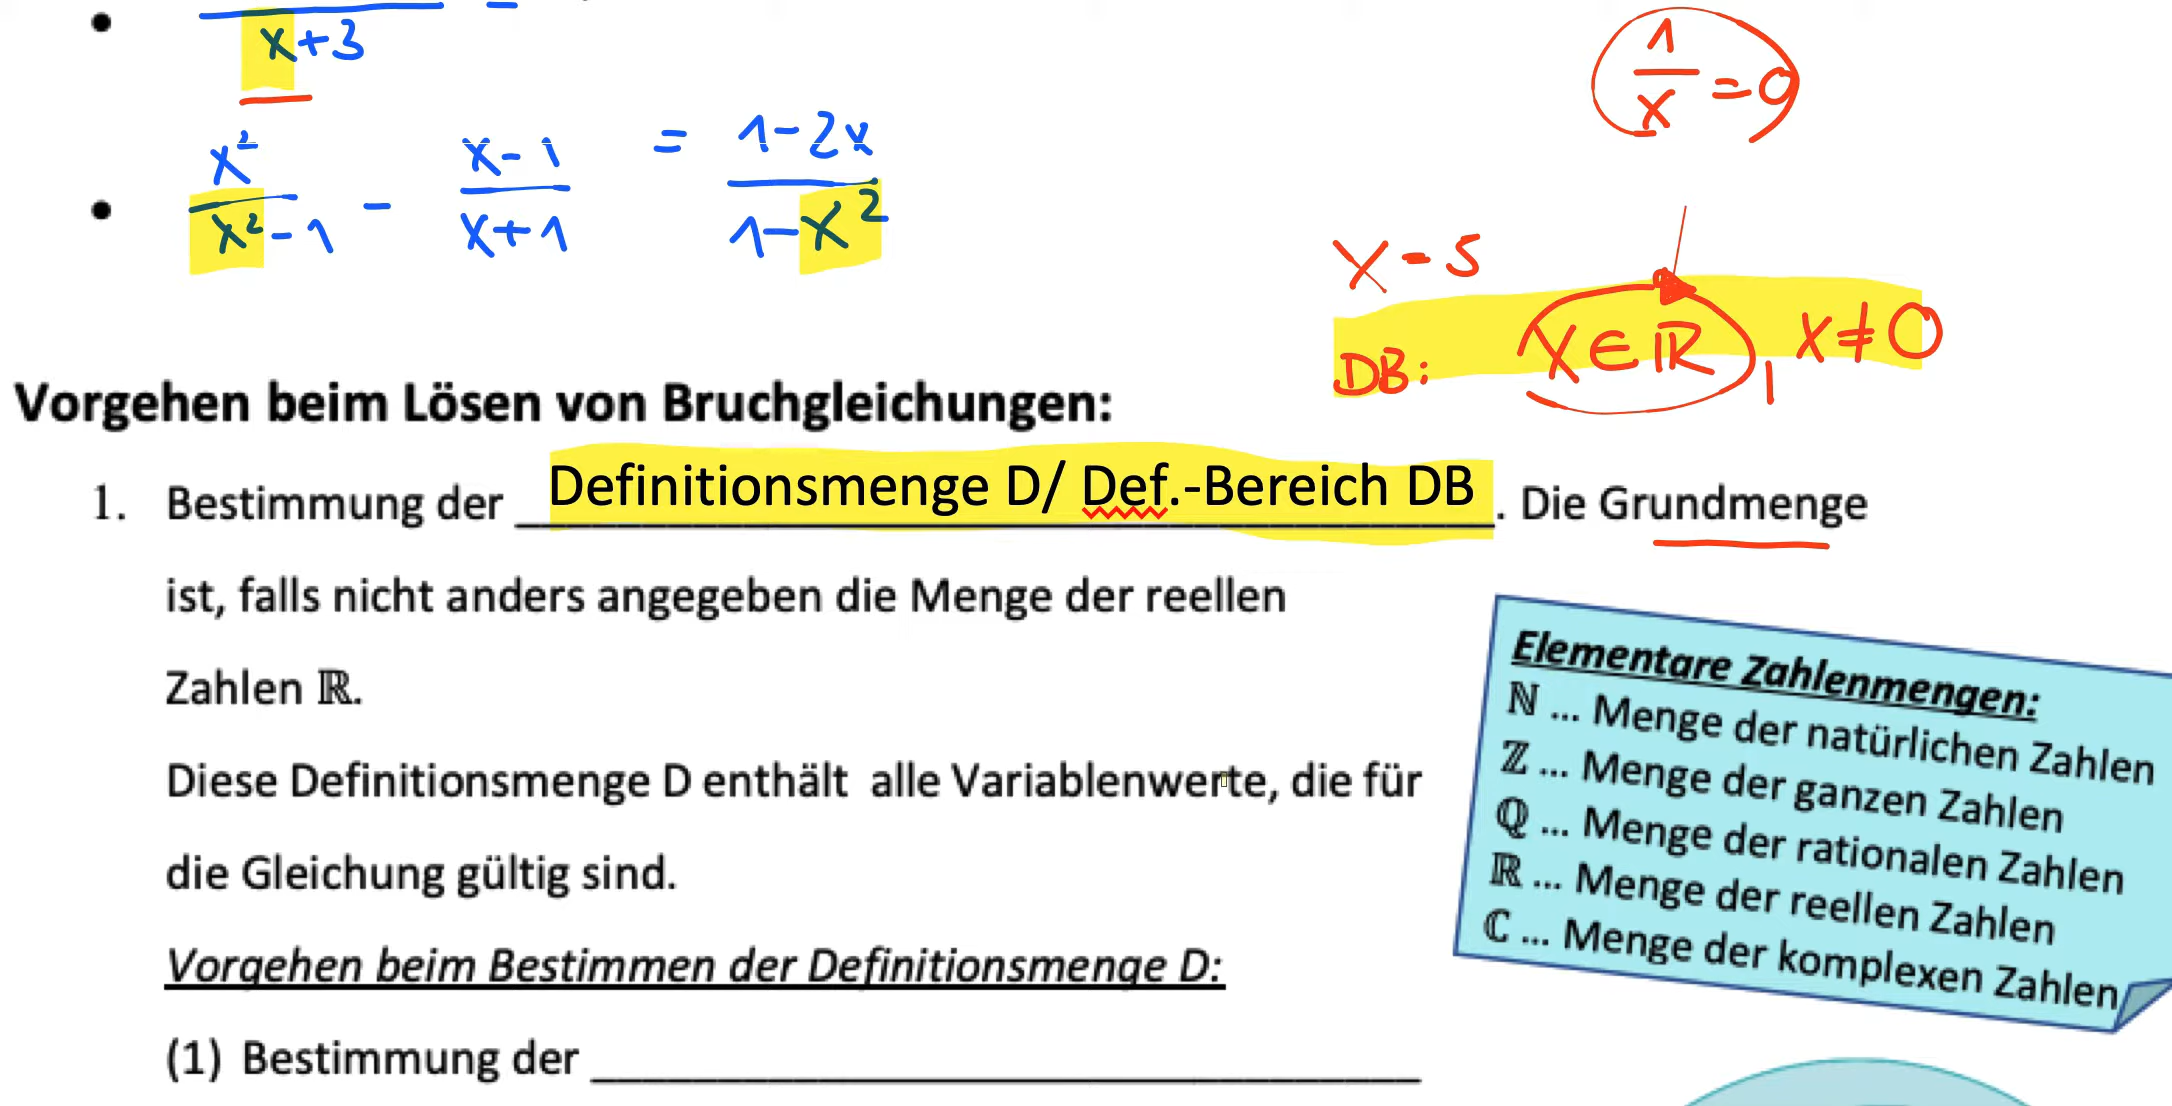 x+3
1/x = 0
x²/(x²-1) - (x-1)/(x+1) = (1-2x)/(1-x²)
x = 5
DB: x ∈ ℝ, x ≠ 0
Vorgehen beim Lösen von Bruchgleichungen:
1. Bestimmung der Definitionsmenge D/ Def.-Bereich DB. Die Grundmenge
ist, falls nicht anders angegeben die Menge der reellen
Zahlen ℝ.
Diese Definitionsmenge D enthält alle Variablenwerte, die für
die Gleichung gültig sind.
Vorgehen beim Bestimmen der Definitionsmenge D:
(1) Bestimmung der ____
Elementare Zahlenmengen:
ℕ ... Menge der natürlichen Zahlen
ℤ ... Menge der ganzen Zahlen
ℚ ... Menge der rationalen Zahlen
ℝ ... Menge der reellen Zahlen
ℂ ... Menge der komplexen Zahlen